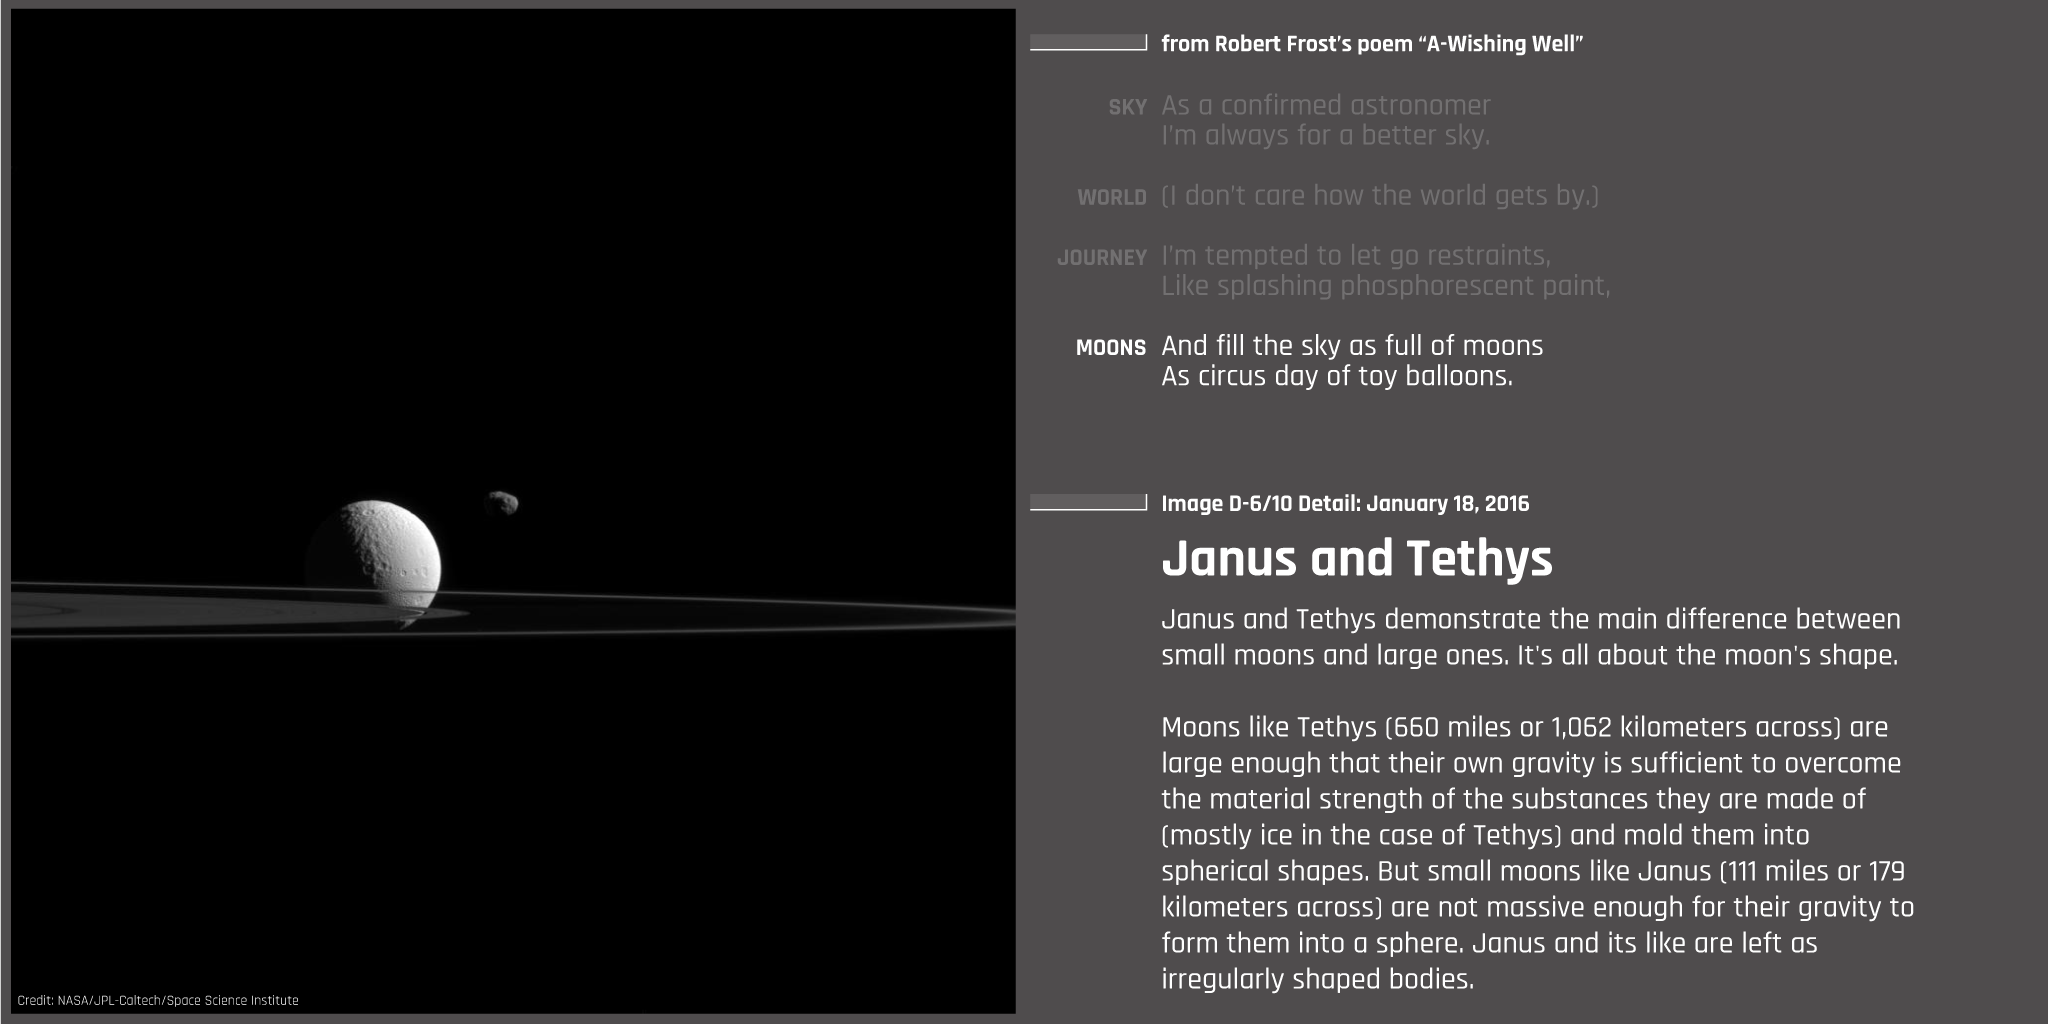 from Robert Frost’s poem “A-Wishing Well”
SKY As a confirmed astronomer
I’m always for a better sky.
WORLD (I don’t care how the world gets by.)
JOURNEY I’m tempted to let go restraints,
Like splashing phosphorescent paint,
MOONS And fill the sky as full of moons
As circus day of toy balloons.
Image D-6/10 Detail: January 18, 2016
Janus and Tethys
Janus and Tethys demonstrate the main difference between
small moons and large ones. It's all about the moon's shape.
Moons like Tethys (660 miles or 1,062 kilometers across) are
large enough that their own gravity is sufficient to overcome
the material strength of the substances they are made of
(mostly ice in the case of Tethys) and mold them into
spherical shapes. But small moons like Janus (111 miles or 179
kilometers across) are not massive enough for their gravity to
form them into a sphere. Janus and its like are left as
irregularly shaped bodies.
Credit: NASA/JPL-Caltech/Space Science Institute